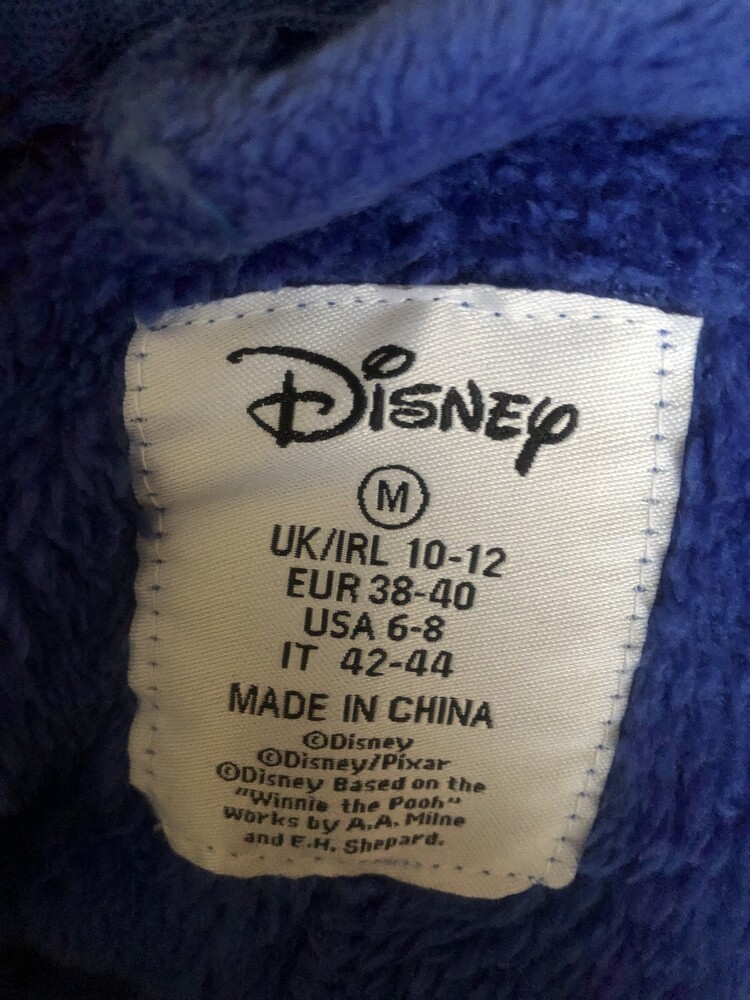 Disney
M
UK/IRL 10-12
EUR 38-40
USA 6-8
IT 42-44
MADE IN CHINA
©Disney
©Disney/Pixar
©Disney Based on the
"Winnie the Pooh"
works by A.A. Milne
and E.H. Shepard.